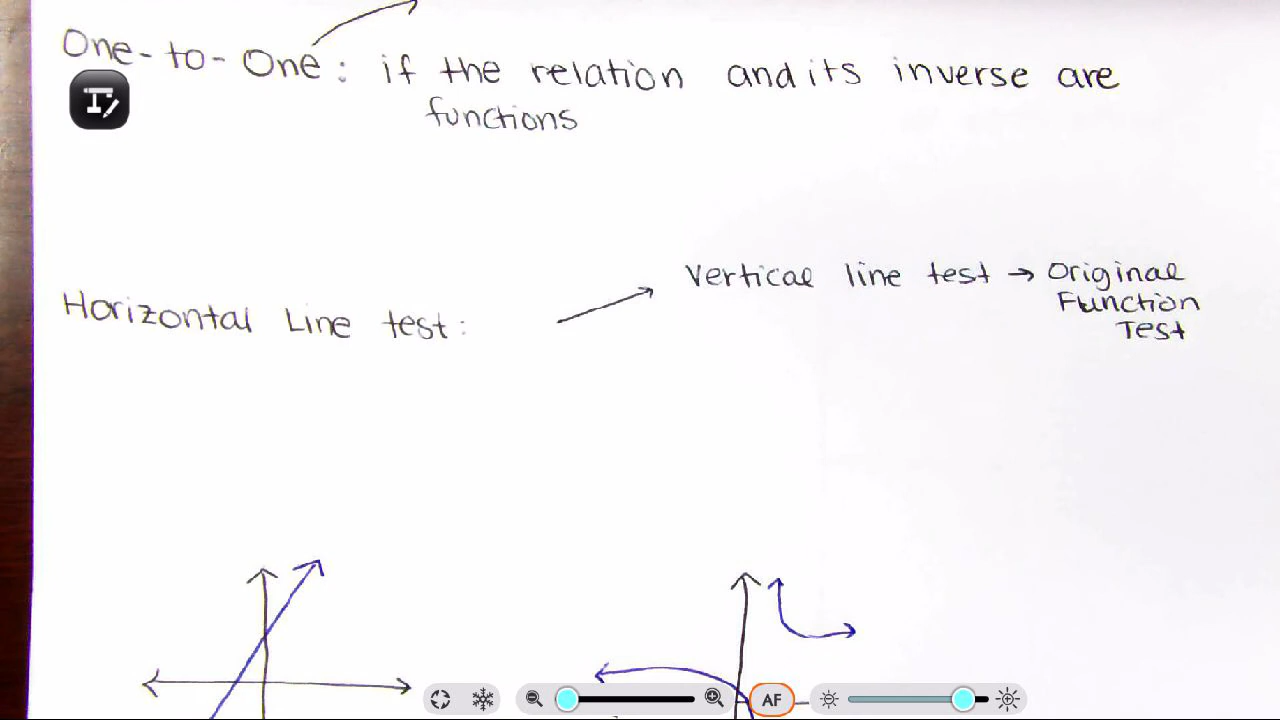 One-to-One: if the relation and its inverse are
functions
Vertical line test → Original
Function
Test
Horizontal Line test:
AF